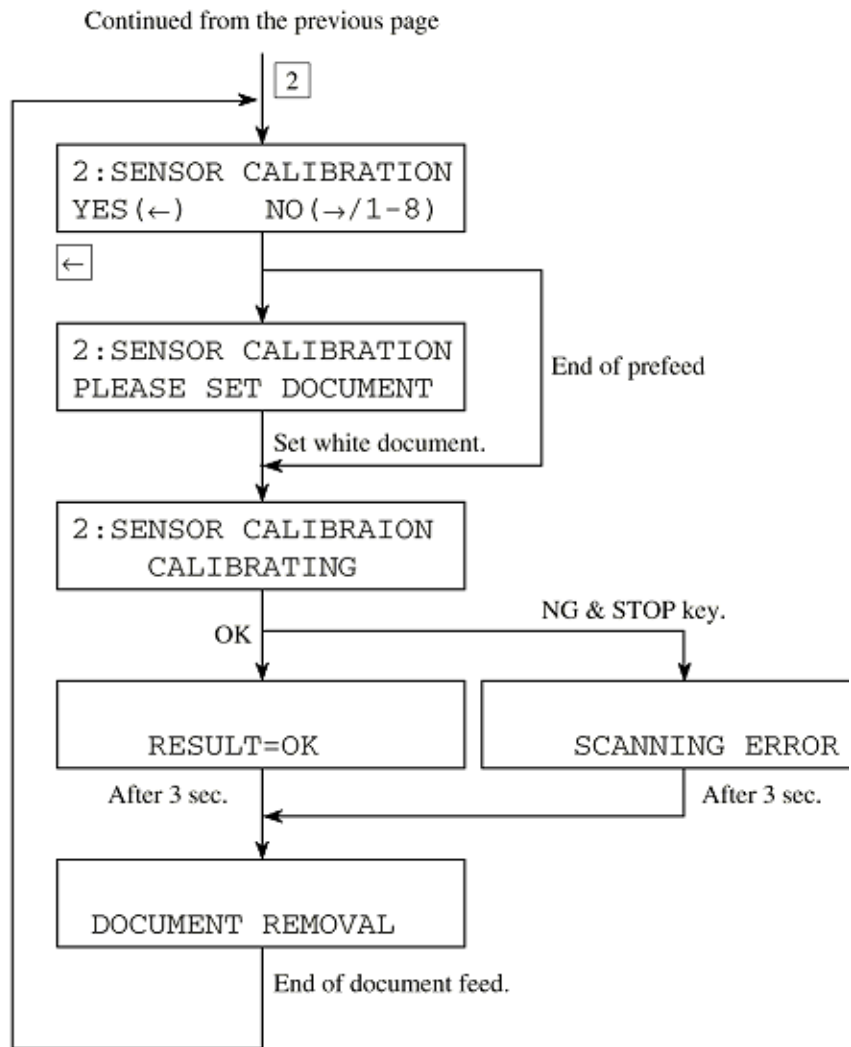 Continued from the previous page
2
2:SENSOR CALIBRATION
YES(←) NO(→/1-8)
←
2:SENSOR CALIBRATION
PLEASE SET DOCUMENT
End of prefeed
Set white document.
2:SENSOR CALIBRAION
CALIBRATING
NG & STOP key.
OK
RESULT=OK
SCANNING ERROR
After 3 sec.
After 3 sec.
DOCUMENT REMOVAL
End of document feed.